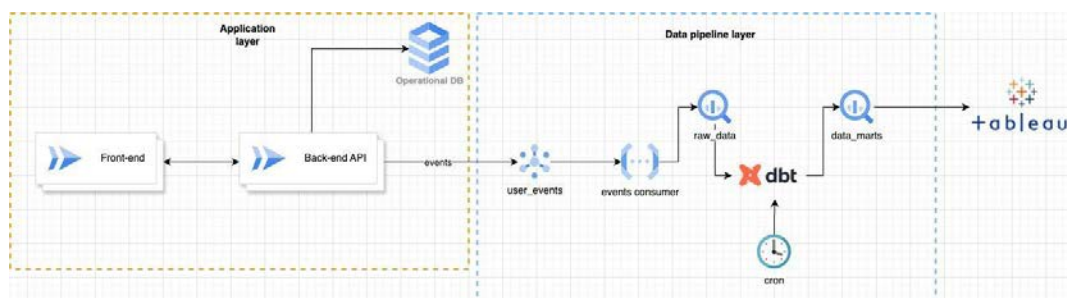 Application
layer
Data pipeline layer
Operational DB
Front-end
Back-end API
events
user_events
events consumer
raw_data
dbt
cron
data_marts
+ableau